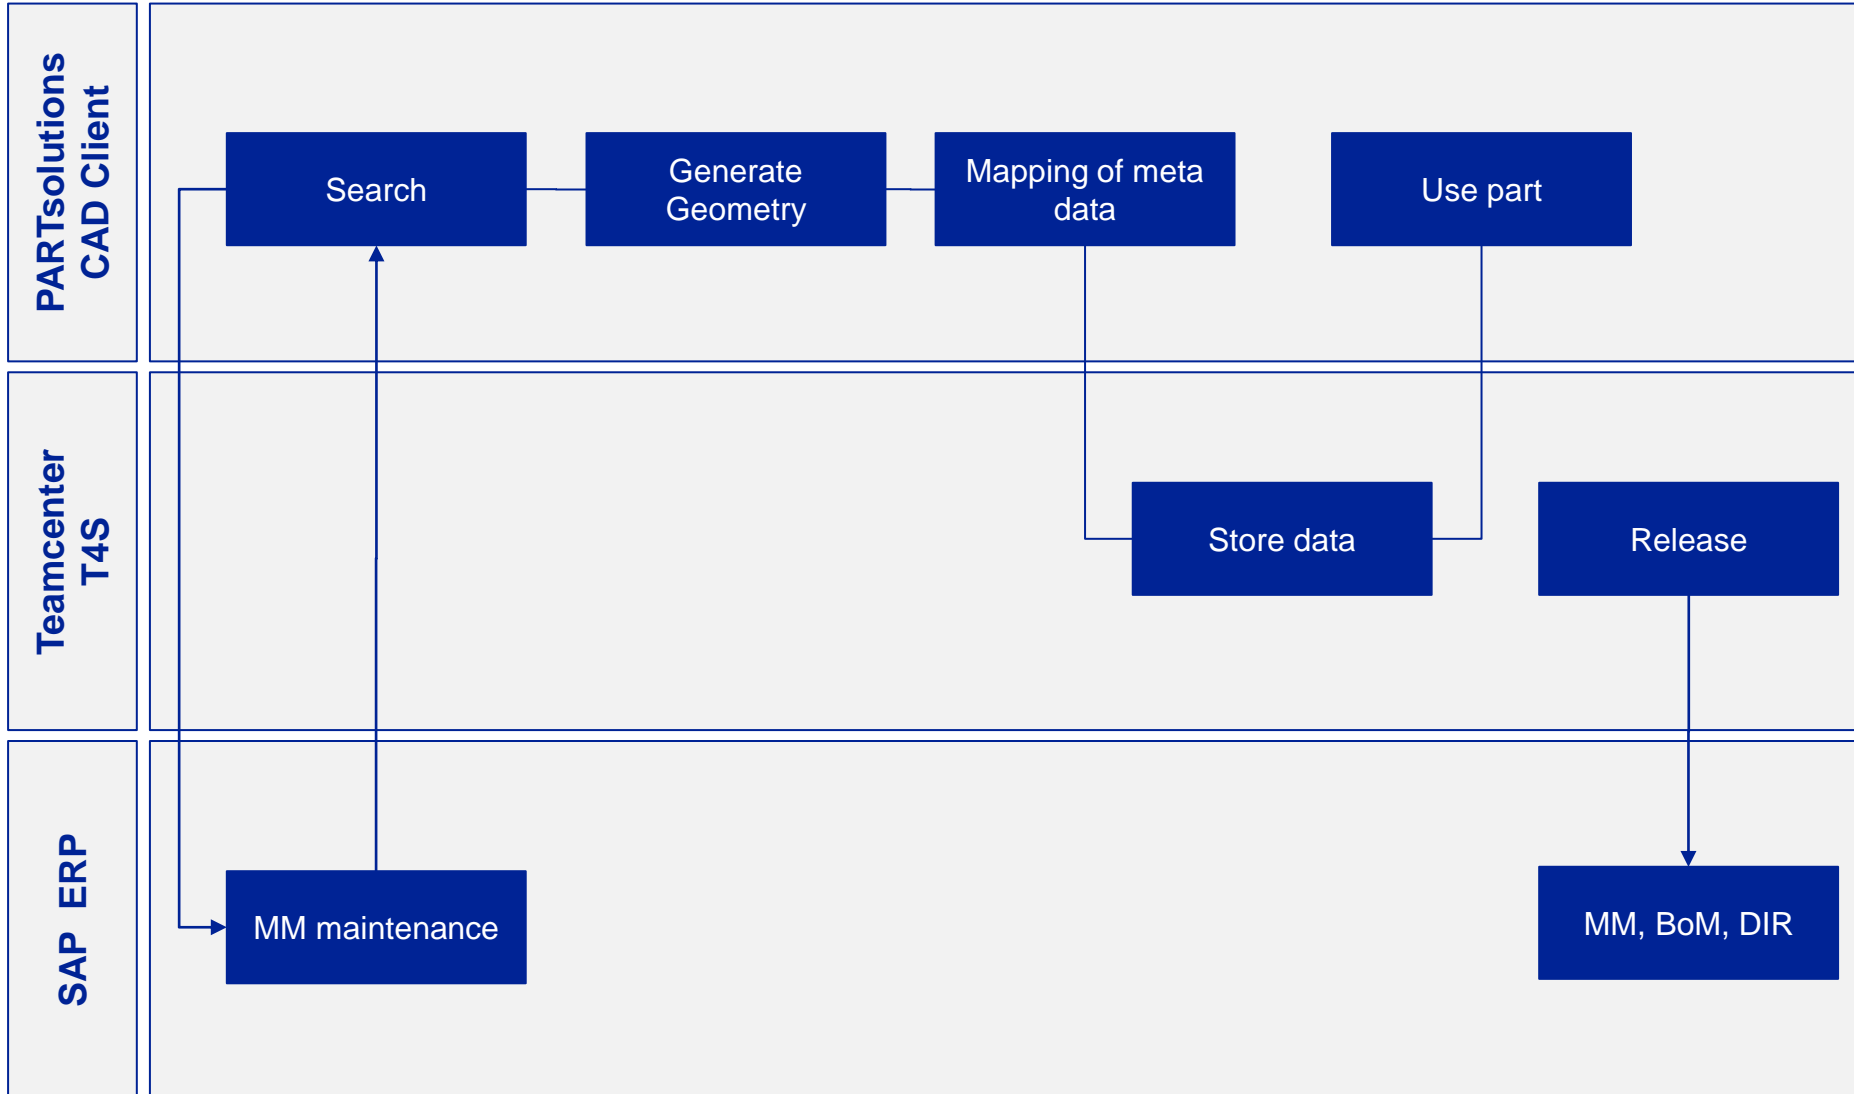 PARTsolutions
CAD Client
Search
Generate
Geometry
Mapping of meta
data
Use part
Teamcenter
T4S
Store data
Release
SAP ERP
MM maintenance
MM, BoM, DIR